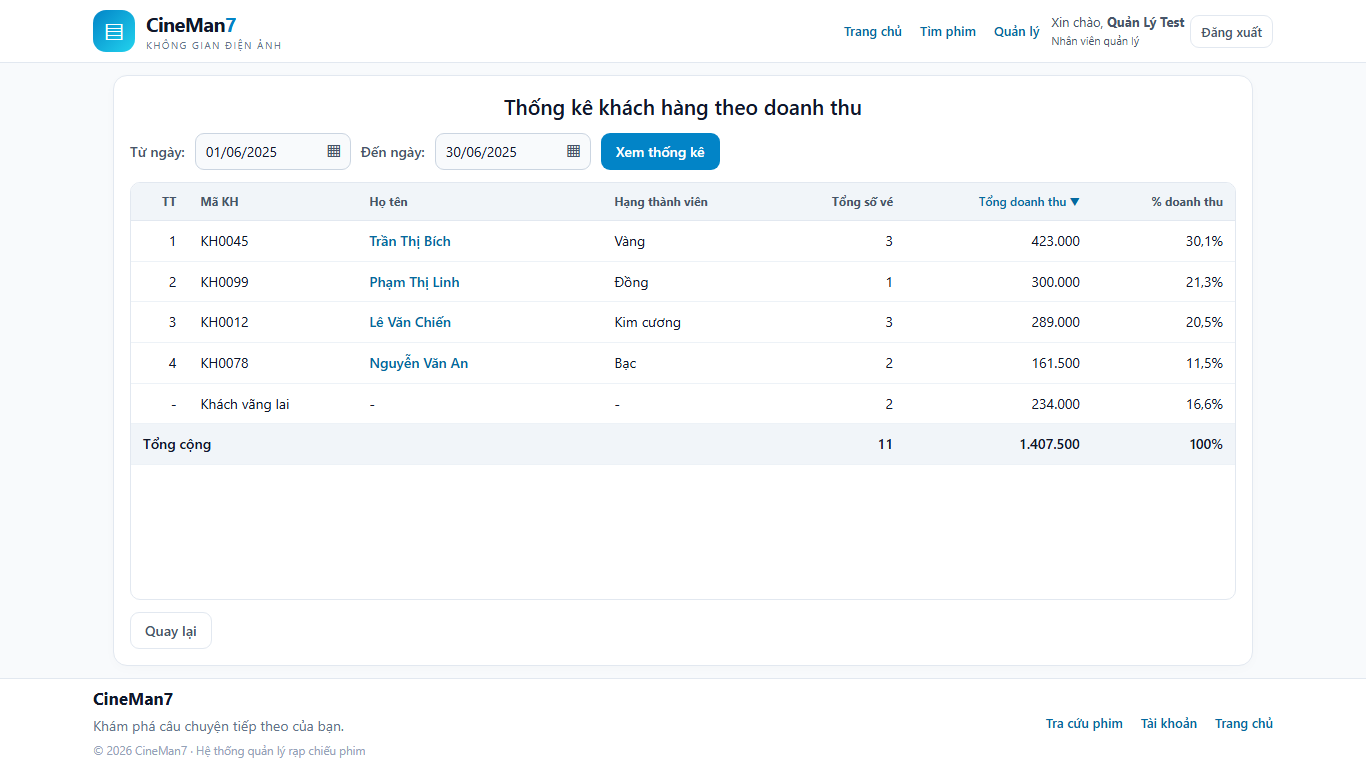 CineMan7
KHÔNG GIAN ĐIỆN ẢNH
Trang chủ Tìm phim Quản lý Xin chào, Quản Lý Test Đăng xuất
Nhân viên quản lý
Thống kê khách hàng theo doanh thu
Từ ngày: 01/06/2025 Đến ngày: 30/06/2025 Xem thống kê
TT Mã KH Họ tên Hạng thành viên Tổng số vé Tổng doanh thu ▼ % doanh thu
1 KH0045 Trần Thị Bích Vàng 3 423.000 30,1%
2 KH0099 Phạm Thị Linh Đồng 1 300.000 21,3%
3 KH0012 Lê Văn Chiến Kim cương 3 289.000 20,5%
4 KH0078 Nguyễn Văn An Bạc 2 161.500 11,5%
- Khách vãng lai - - 2 234.000 16,6%
Tổng cộng 11 1.407.500 100%
Quay lại
CineMan7
Khám phá câu chuyện tiếp theo của bạn.
© 2026 CineMan7 · Hệ thống quản lý rạp chiếu phim
Tra cứu phim Tài khoản Trang chủ